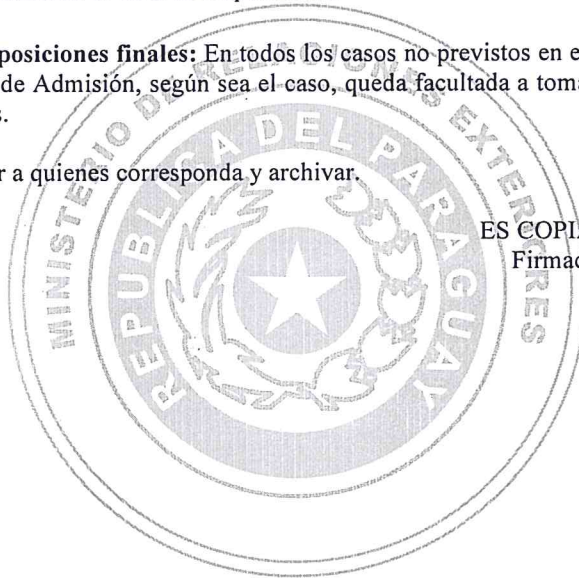 posiciones finales: En todos los casos no previstos en e
de Admisión, según sea el caso, queda facultada a toma
s.
r a quienes corresponda y archivar.
ES COPI
Firmad
MINISTERIO DE RELACIONES EXTERIORES
REPUBLICA DEL PARAGUAY